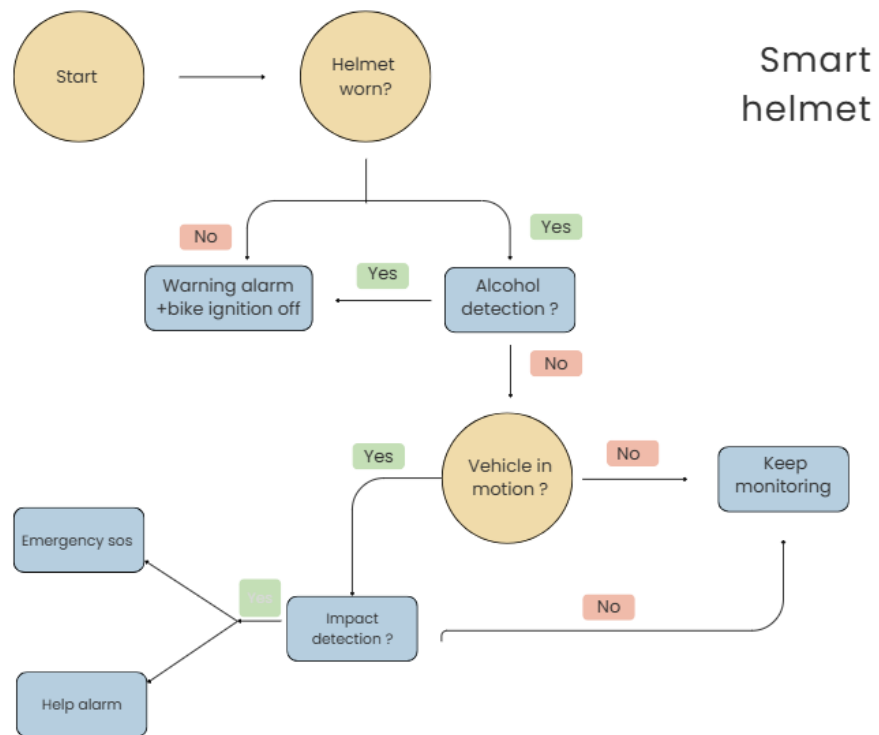 Smart
helmet
Start
Helmet
worn?
No
Yes
Warning alarm
+bike ignition off
Yes
Alcohol
detection ?
No
Yes
Vehicle in
motion ?
No
Keep
monitoring
Emergency sos
Yes
Impact
detection ?
No
Help alarm